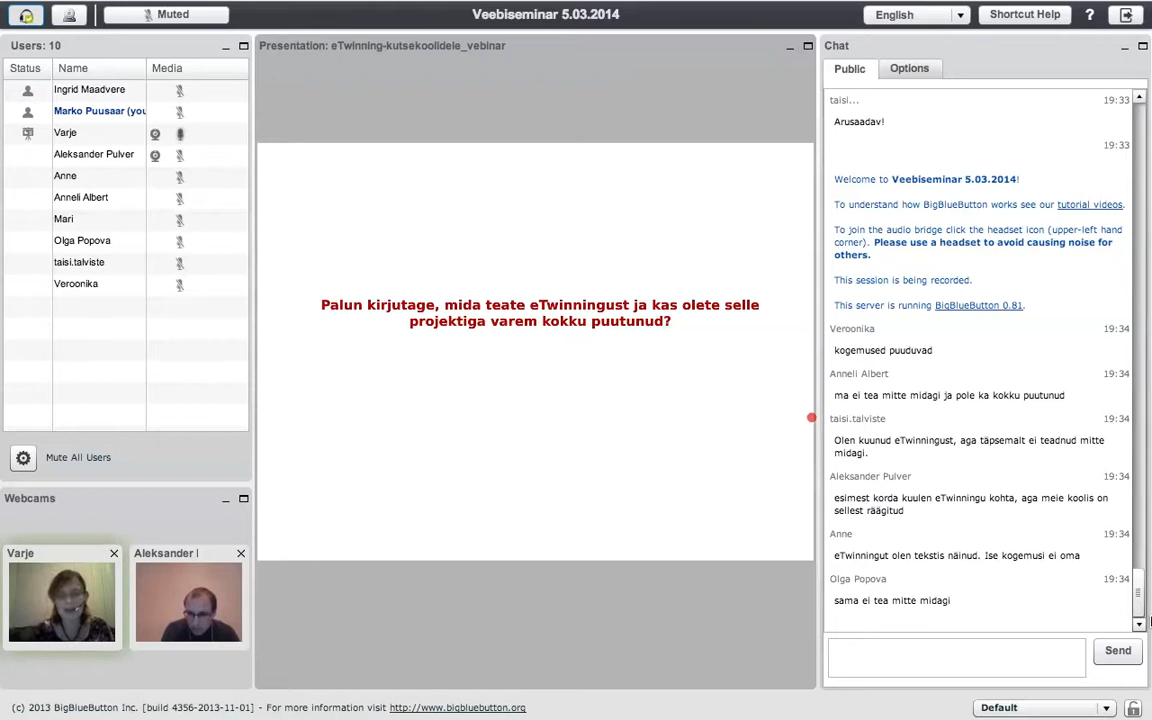 Muted
Veebiseminar 5.03.2014
English
Shortcut Help
?
Users: 10
Status Name Media
Ingrid Maadvere
Marko Puusaar (you
Varje
Aleksander Pulver
Anne
Anneli Albert
Mari
Olga Popova
taisi.talviste
Veroonika
Mute All Users
Webcams
Varje
Aleksander
Presentation: eTwinning-kutsekoolidele_vebinar
Palun kirjutage, mida teate eTwinningust ja kas olete selle
projektiga varem kokku puutunud?
Chat
Public Options
taisi... 19:33
Arusaadav!
19:33
Welcome to Veebiseminar 5.03.2014!
To understand how BigBlueButton works see our tutorial videos.
To join the audio bridge click the headset icon (upper-left hand
corner). Please use a headset to avoid causing noise for
others.
This session is being recorded.
This server is running BigBlueButton 0.81.
Veroonika 19:34
kogemused puuduvad
Anneli Albert 19:34
ma ei tea mitte midagi ja pole ka kokku puutunud
taisi.talviste 19:34
Olen kuunud eTwinningust, aga täpsemalt ei teadnud mitte
midagi.
Aleksander Pulver 19:34
esimest korda kuulen eTwinningu kohta, aga meie koolis on
sellest räägitud
Anne 19:34
eTwinningut olen tekstis näinud. Ise kogemusi ei oma
Olga Popova 19:34
sama ei tea mitte midagi
Send
(c) 2013 BigBlueButton Inc. [build 4356-2013-11-01] - For more information visit http://www.bigbluebutton.org
Default